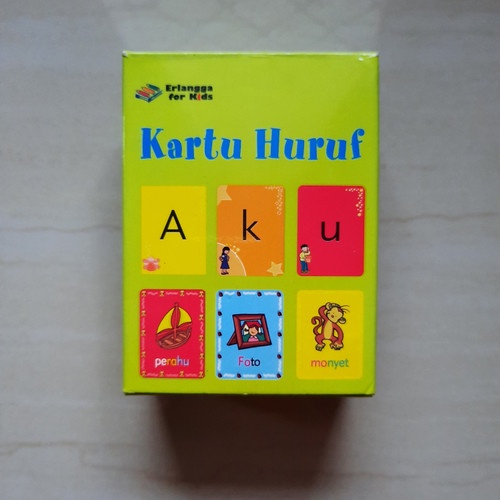 Erlangga
for Kids
Kartu Huruf
A k u
perahu Foto monyet